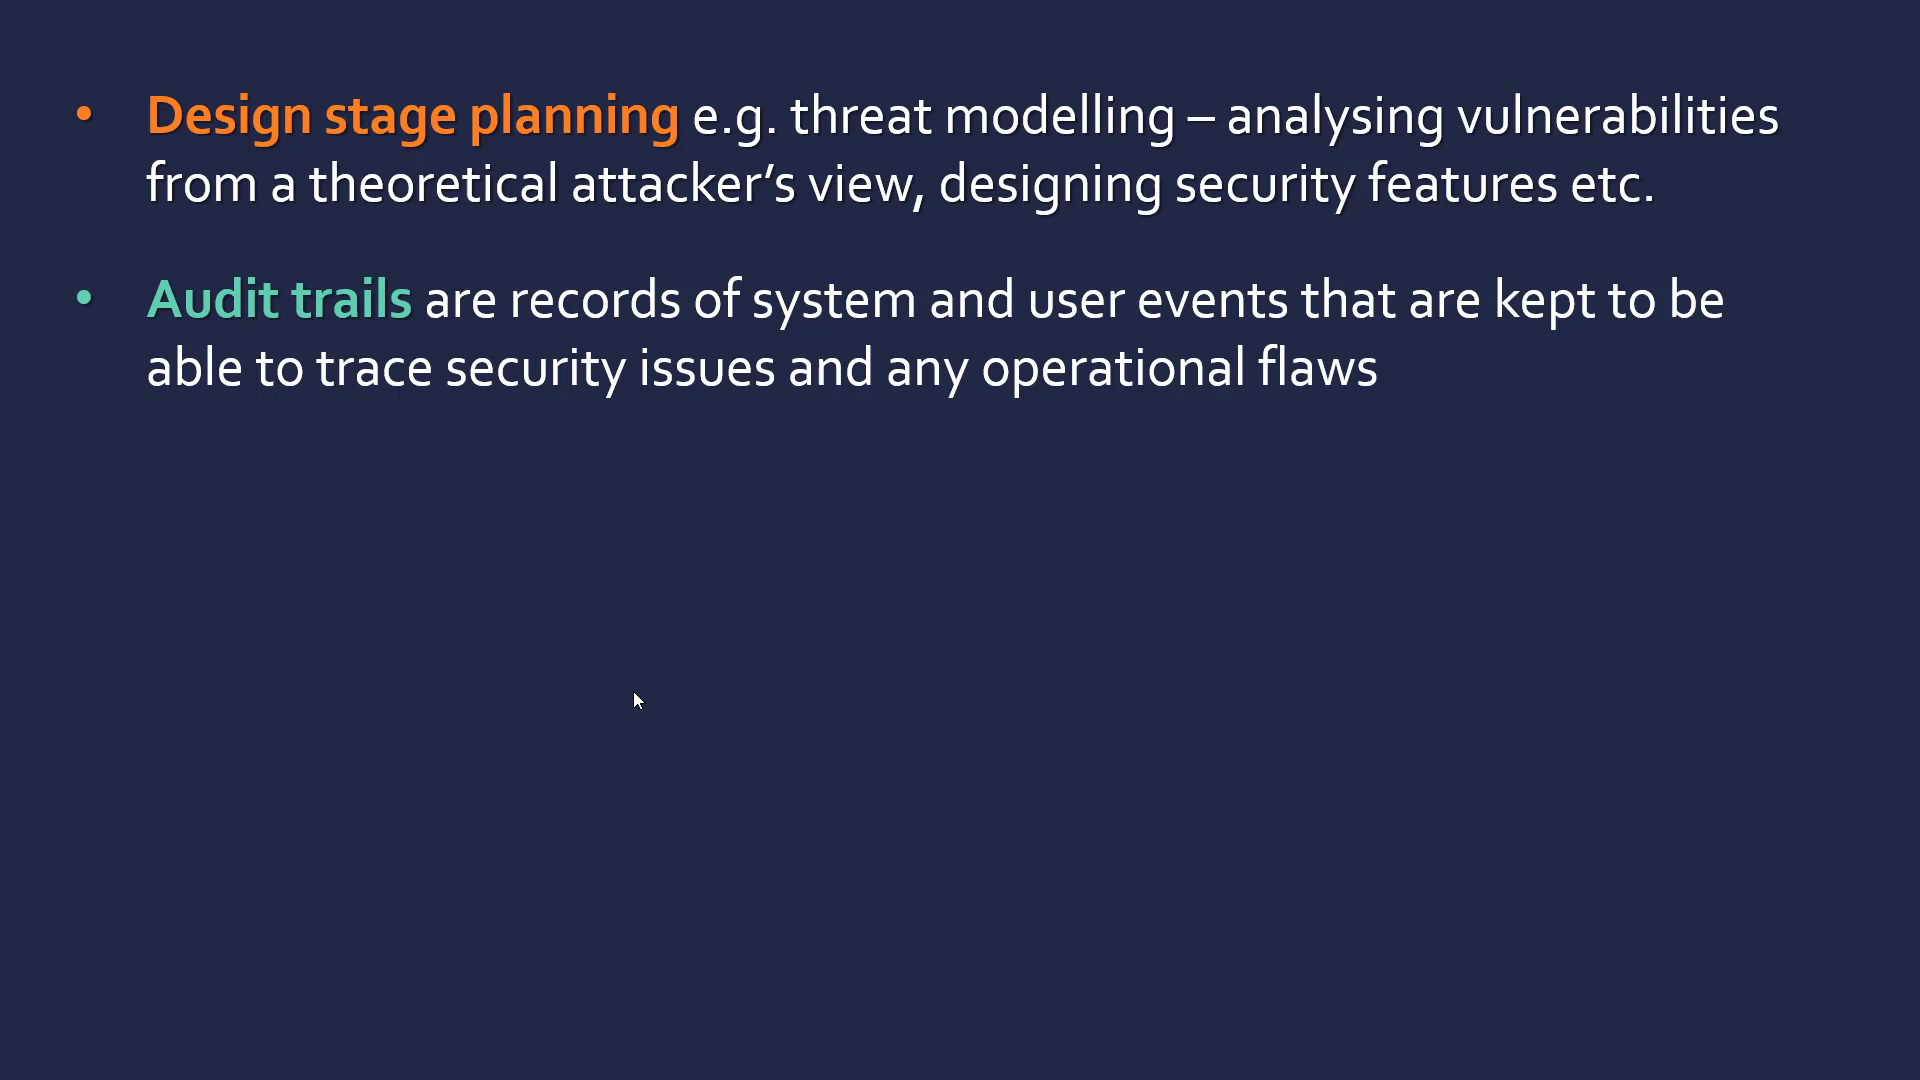 • Design stage planning e.g. threat modelling – analysing vulnerabilities
from a theoretical attacker’s view, designing security features etc.
• Audit trails are records of system and user events that are kept to be
able to trace security issues and any operational flaws